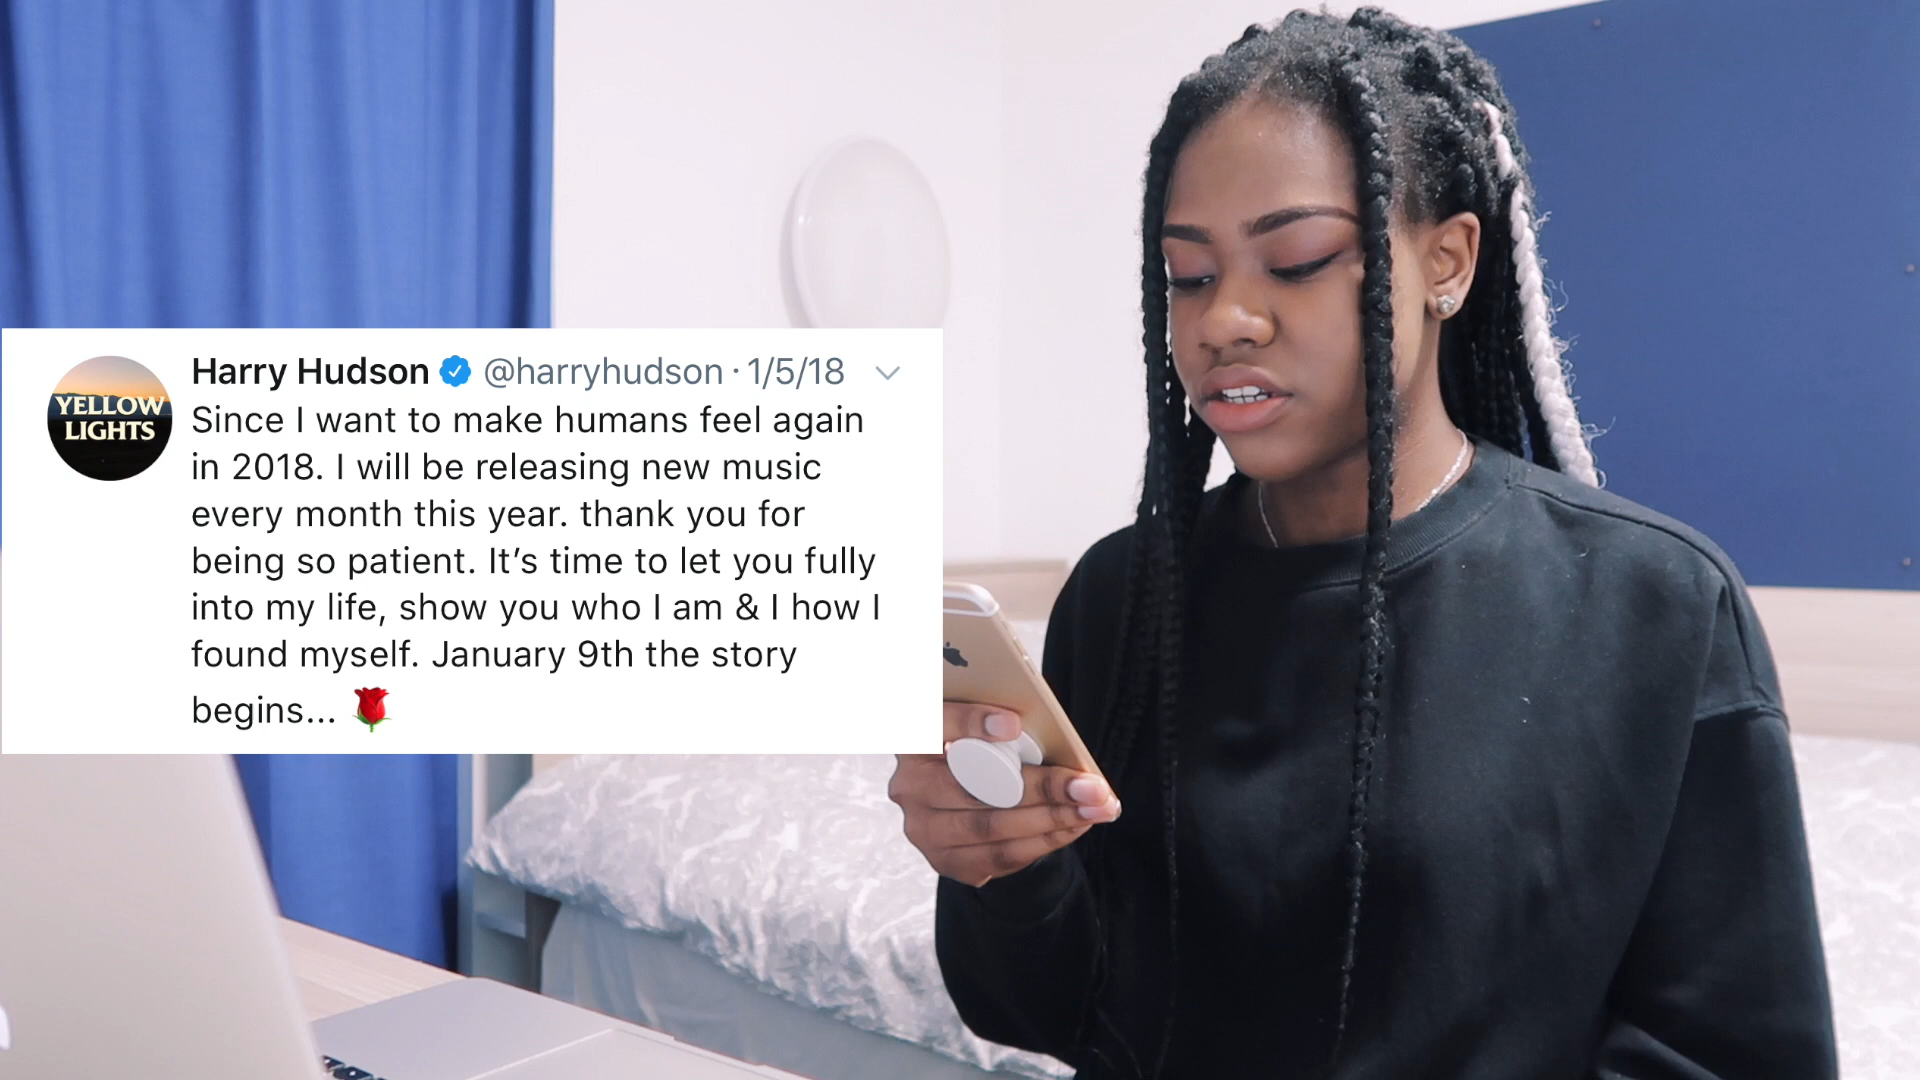 YELLOW
LIGHTS
Harry Hudson @harryhudson · 1/5/18
Since I want to make humans feel again
in 2018. I will be releasing new music
every month this year. thank you for
being so patient. It’s time to let you fully
into my life, show you who I am & I how I
found myself. January 9th the story
begins... 🌹